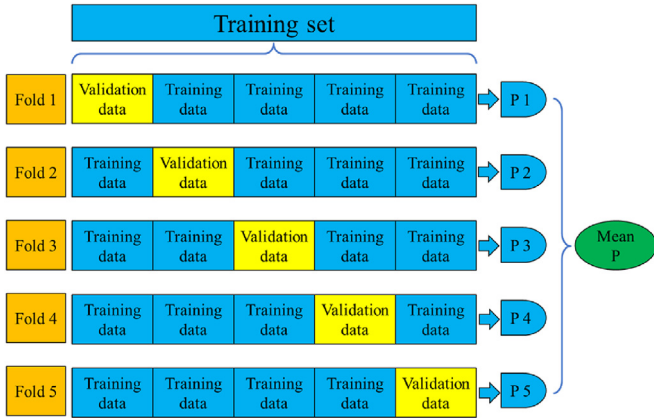 Training set
Fold 1
Validation data
Training data
Training data
Training data
Training data
P 1
Fold 2
Training data
Validation data
Training data
Training data
Training data
P 2
Fold 3
Training data
Training data
Validation data
Training data
Training data
P 3
Mean
P
Fold 4
Training data
Training data
Training data
Validation data
Training data
P 4
Fold 5
Training data
Training data
Training data
Training data
Validation data
P 5